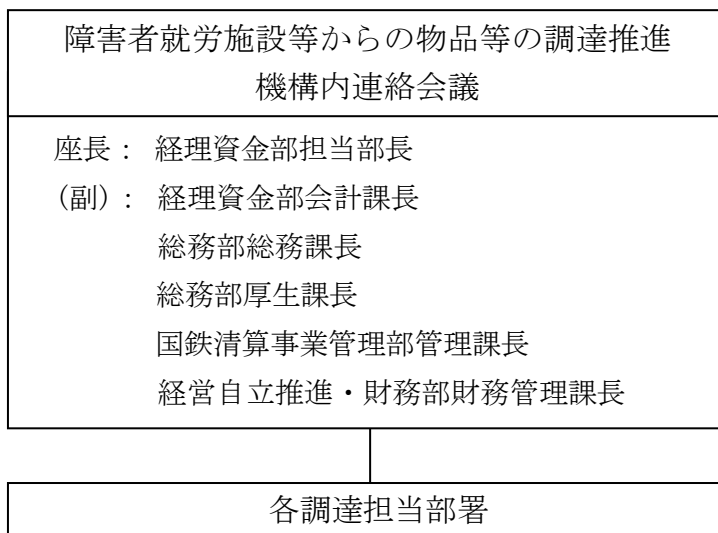 障害者就労施設等からの物品等の調達推進
機構内連絡会議
座長： 経理資金部担当部長
（副）： 経理資金部会計課長
総務部総務課長
総務部厚生課長
国鉄清算事業管理部管理課長
経営自立推進・財務部財務管理課長
各調達担当部署